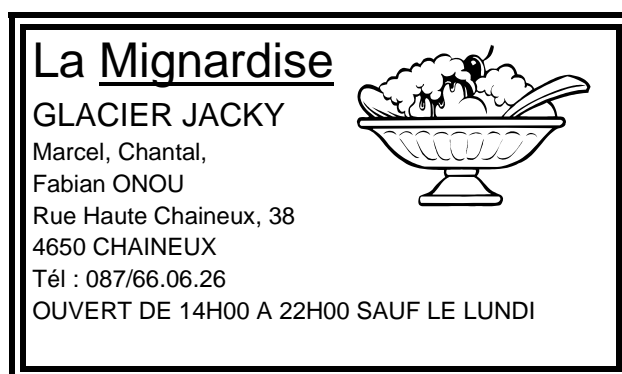 La Mignardise
GLACIER JACKY
Marcel, Chantal,
Fabian ONOU
Rue Haute Chaineux, 38
4650 CHAINEUX
Tél : 087/66.06.26
OUVERT DE 14H00 A 22H00 SAUF LE LUNDI